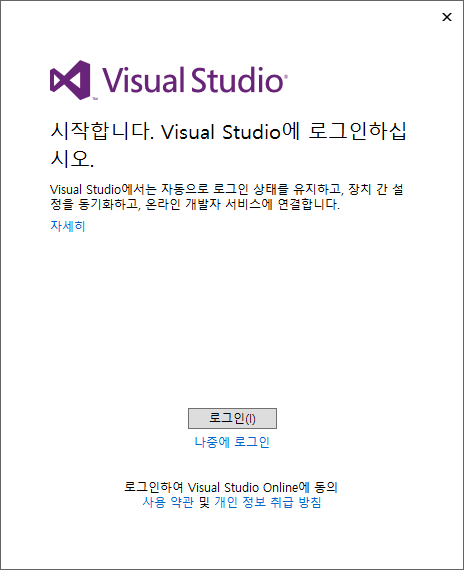 Visual Studio
시작합니다. Visual Studio에 로그인하십
시오.
Visual Studio에서는 자동으로 로그인 상태를 유지하고, 장치 간 설
정을 동기화하고, 온라인 개발자 서비스에 연결합니다.
자세히
로그인(I)
나중에 로그인
로그인하여 Visual Studio Online에 동의
사용 약관 및 개인 정보 취급 방침